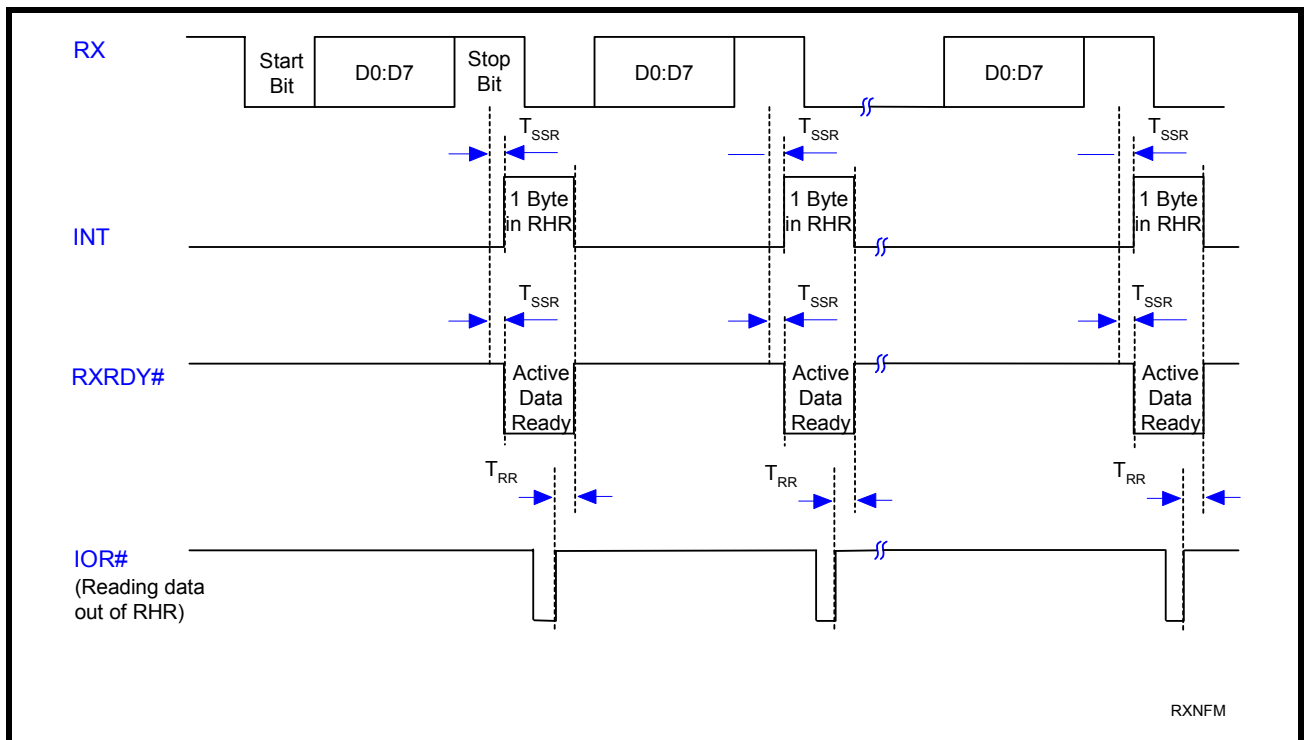 RX
Start
Bit
D0:D7
Stop
Bit
D0:D7
D0:D7
TSSR
TSSR
TSSR
INT
1 Byte
in RHR
1 Byte
in RHR
1 Byte
in RHR
TSSR
TSSR
TSSR
RXRDY#
Active
Data
Ready
Active
Data
Ready
Active
Data
Ready
TRR
TRR
TRR
IOR#
(Reading data
out of RHR)
RXNFM